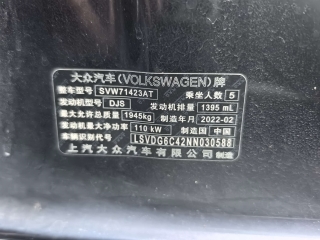 大众汽车(VOLKSWAGEN)牌
整车型号 SVW71423AT 乘坐人数 5
发动机型号 DJS 发动机排量 1395 mL
最大允许总质量 1945kg 制造年月 2022-02
发动机最大净功率 110 kW 制造国 中国
车辆识别代号 LSVDG6C42NN030588
上汽大众汽车有限公司 制造